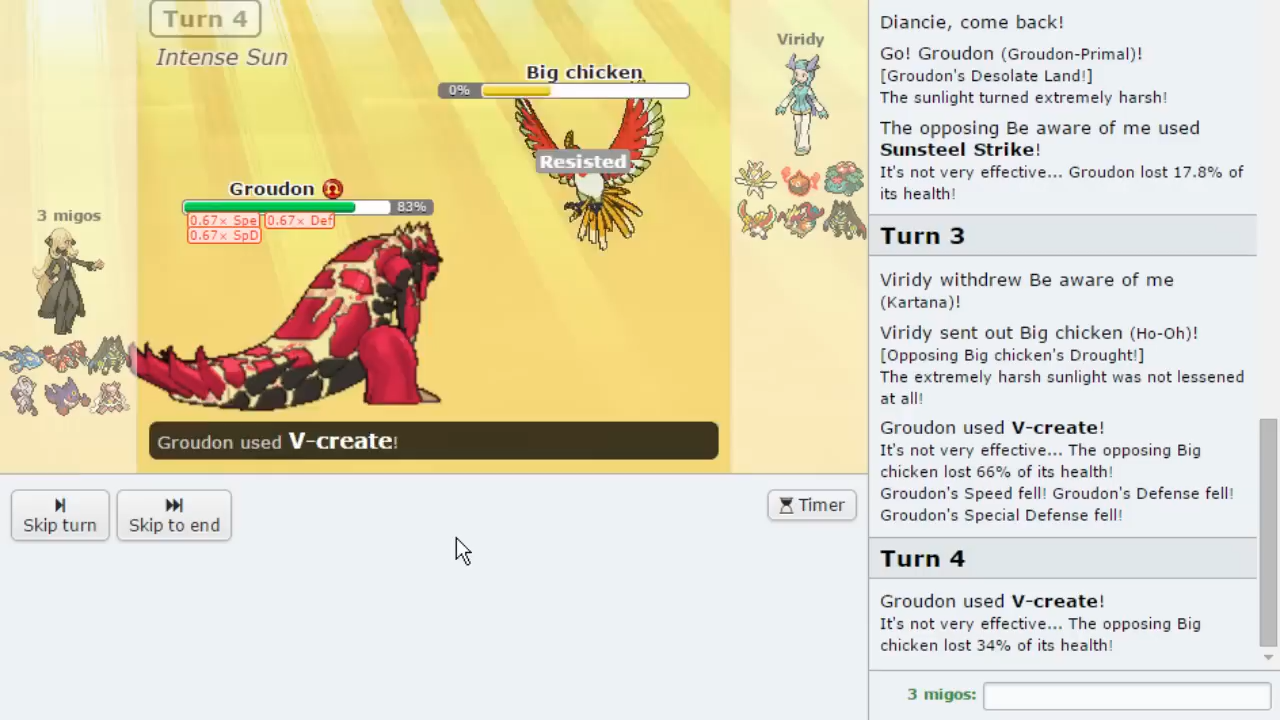 Turn 4
Intense Sun
Big chicken
0%
Resisted
Groudon
83%
0.67× Spe 0.67× Def
0.67× SpD
3 migos
Viridy
Groudon used V-create!
Skip turn
Skip to end
Timer
Diancie, come back!
Go! Groudon (Groudon-Primal)!
[Groudon's Desolate Land!]
The sunlight turned extremely harsh!
The opposing Be aware of me used
Sunsteel Strike!
It's not very effective... Groudon lost 17.8% of
its health!
Turn 3
Viridy withdrew Be aware of me
(Kartana)!
Viridy sent out Big chicken (Ho-Oh)!
[Opposing Big chicken's Drought!]
The extremely harsh sunlight was not lessened
at all!
Groudon used V-create!
It's not very effective... The opposing Big
chicken lost 66% of its health!
Groudon's Speed fell! Groudon's Defense fell!
Groudon's Special Defense fell!
Turn 4
Groudon used V-create!
It's not very effective... The opposing Big
chicken lost 34% of its health!
3 migos: